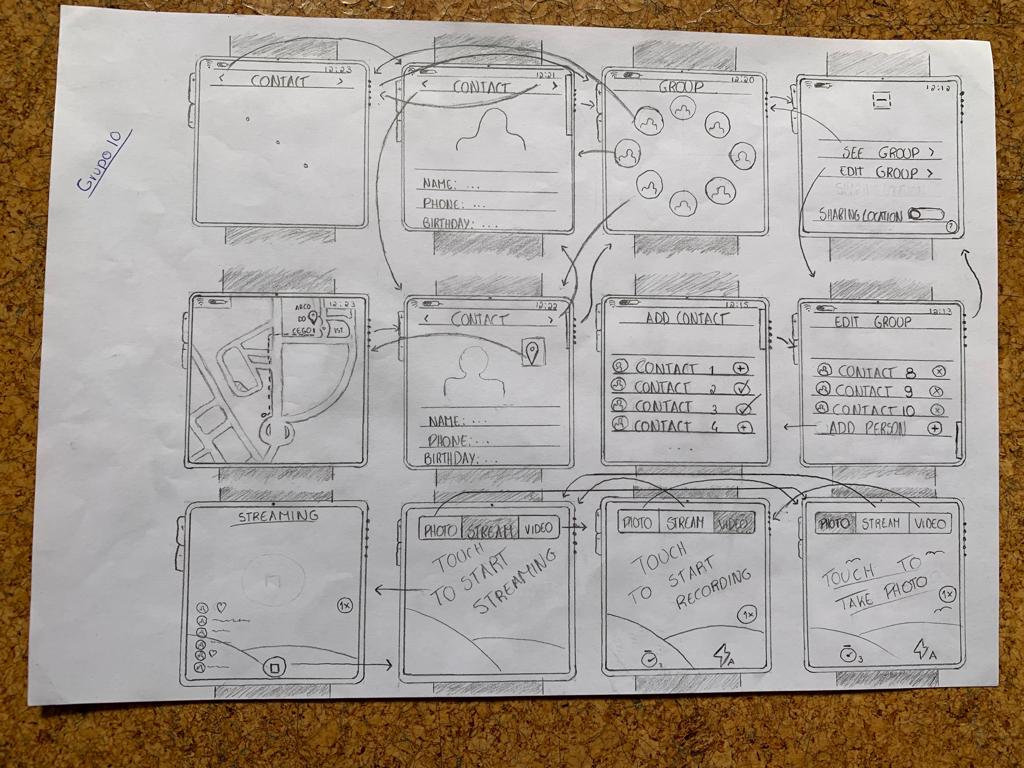 Grupo 10
12:23
< CONTACT >
12:21
< CONTACT >
NAME: ...
PHONE: ...
BIRTHDAY: ...
12:20
GROUP
12:12
SEE GROUP >
EDIT GROUP >
SHARING LOCATION
?
12:23
ARCO
DO
CEGO
IST
12:22
< CONTACT >
NAME: ...
PHONE: ...
BIRTHDAY: ...
12:15
ADD CONTACT
CONTACT 1 +
CONTACT 2 ✓
CONTACT 3 ✓
CONTACT 4 +
...
12:13
EDIT GROUP
CONTACT 8 ×
CONTACT 9 ×
CONTACT 10 ×
ADD PERSON +
STREAMING
1x
PHOTO STREAM VIDEO
TOUCH
TO START
STREAMING
PHOTO STREAM VIDEO
TOUCH
TO START
RECORDING
1x
A
PHOTO STREAM VIDEO
TOUCH TO
TAKE PHOTO
1x
3
A